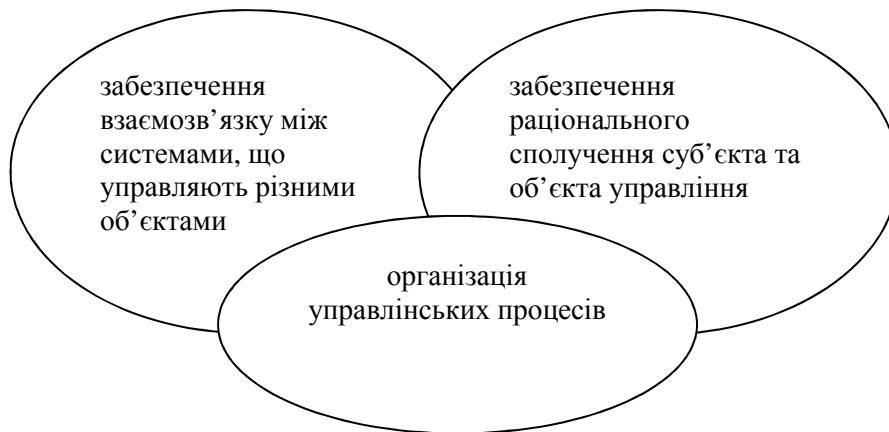 забезпечення
взаємозв’язку між
системами, що
управляють різними
об’єктами
забезпечення
раціонального
сполучення суб’єкта та
об’єкта управління
організація
управлінських процесів